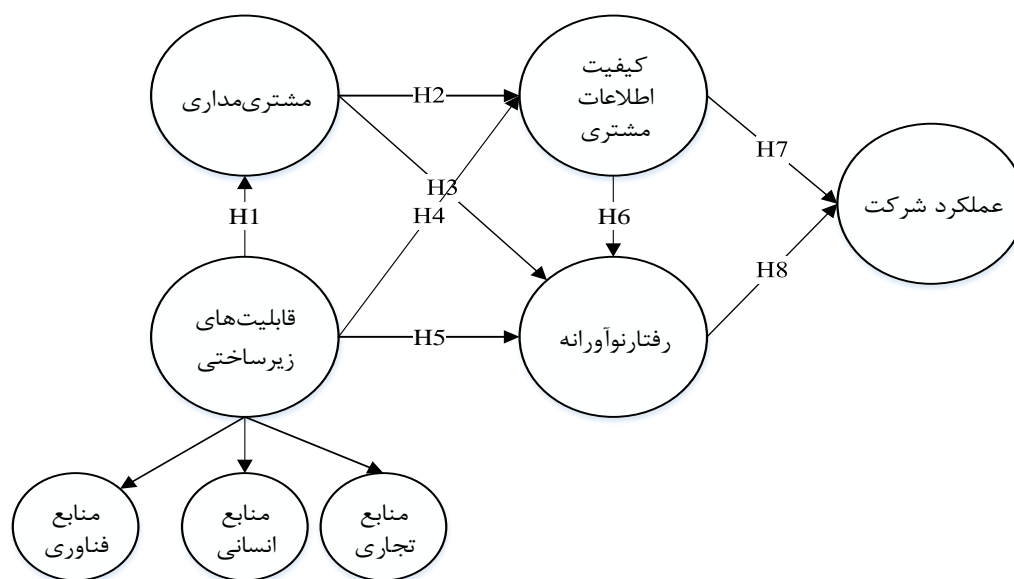 مشتری‌مداری
H2
کیفیت
اطلاعات
مشتری
H7
عملکرد شرکت
H3
H1
H4
H6
H8
قابلیت‌های
زیرساختی
H5
رفتارنوآورانه
منابع
فناوری
منابع
انسانی
منابع
تجاری